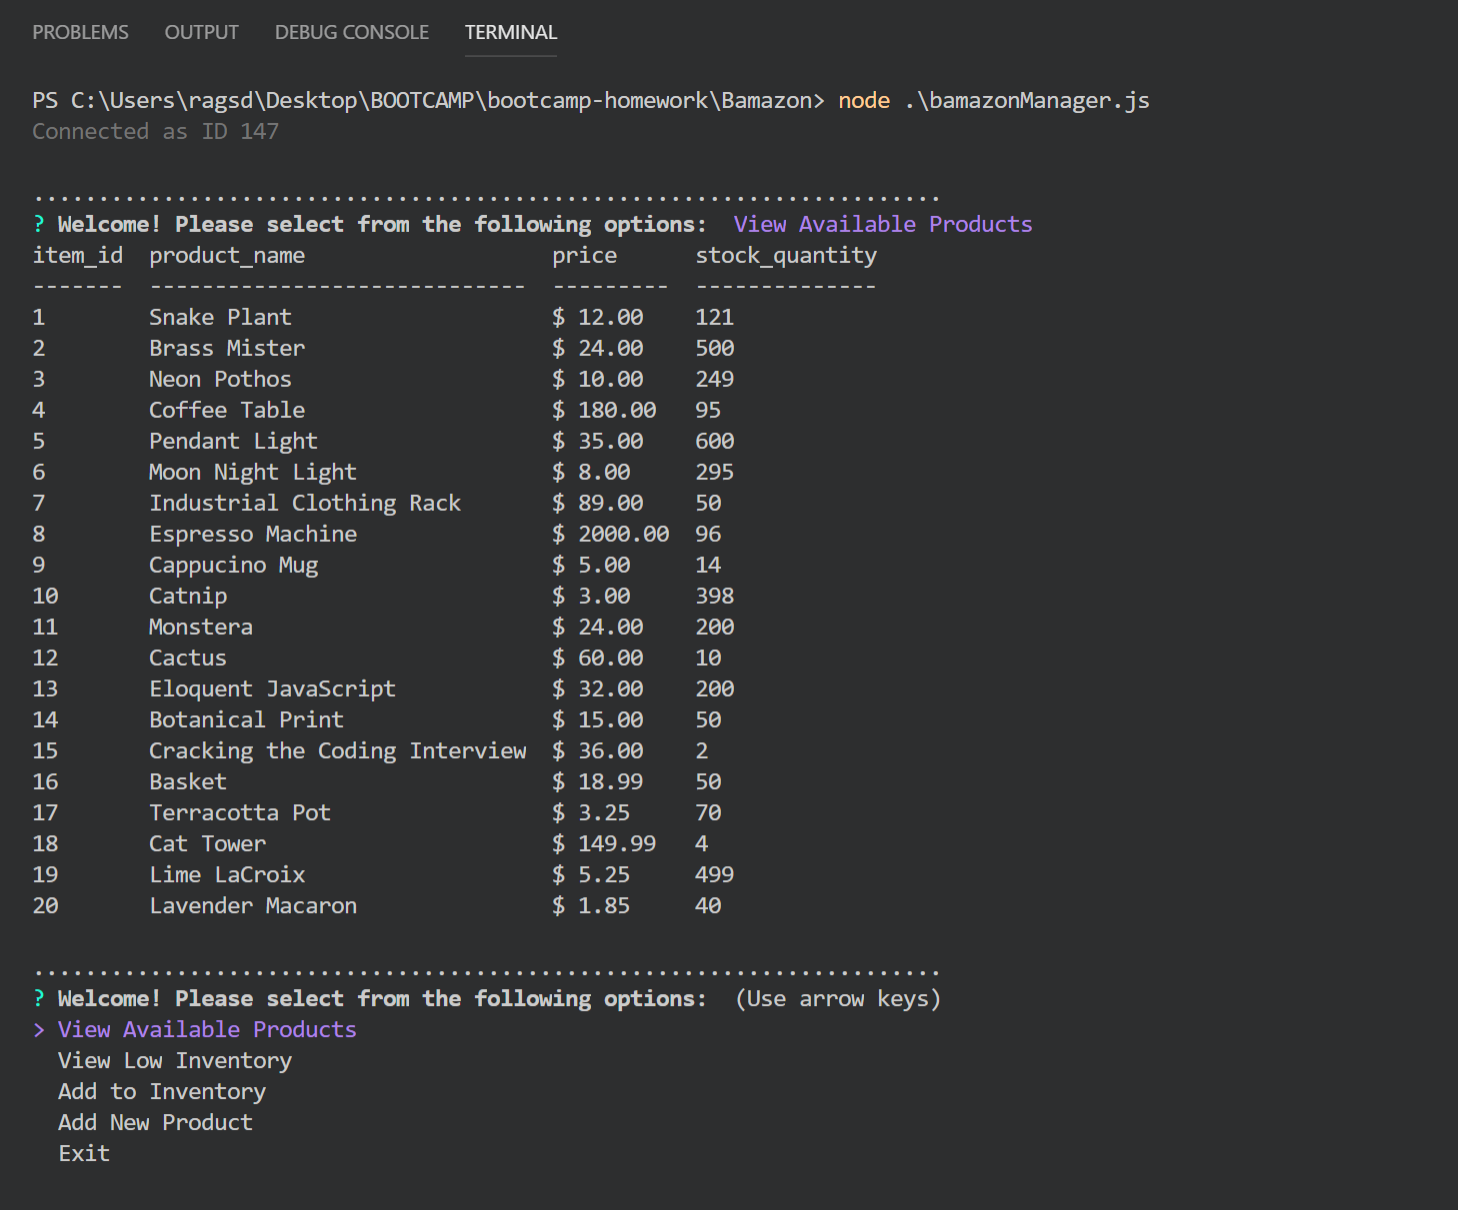 PROBLEMS OUTPUT DEBUG CONSOLE TERMINAL
PS C:\Users\ragsd\Desktop\BOOTCAMP\bootcamp-homework\Bamazon> node .\bamazonManager.js
Connected as ID 147
......................................................................
? Welcome! Please select from the following options:  View Available Products
item_id  product_name                   price      stock_quantity
-------  -----------------------------  ---------  --------------
1        Snake Plant                    $ 12.00    121
2        Brass Mister                   $ 24.00    500
3        Neon Pothos                    $ 10.00    249
4        Coffee Table                   $ 180.00   95
5        Pendant Light                  $ 35.00    600
6        Moon Night Light               $ 8.00     295
7        Industrial Clothing Rack       $ 89.00    50
8        Espresso Machine               $ 2000.00  96
9        Cappucino Mug                  $ 5.00     14
10       Catnip                         $ 3.00     398
11       Monstera                       $ 24.00    200
12       Cactus                         $ 60.00    10
13       Eloquent JavaScript            $ 32.00    200
14       Botanical Print                $ 15.00    50
15       Cracking the Coding Interview  $ 36.00    2
16       Basket                         $ 18.99    50
17       Terracotta Pot                 $ 3.25     70
18       Cat Tower                      $ 149.99   4
19       Lime LaCroix                   $ 5.25     499
20       Lavender Macaron               $ 1.85     40
......................................................................
? Welcome! Please select from the following options:  (Use arrow keys)
> View Available Products
  View Low Inventory
  Add to Inventory
  Add New Product
  Exit